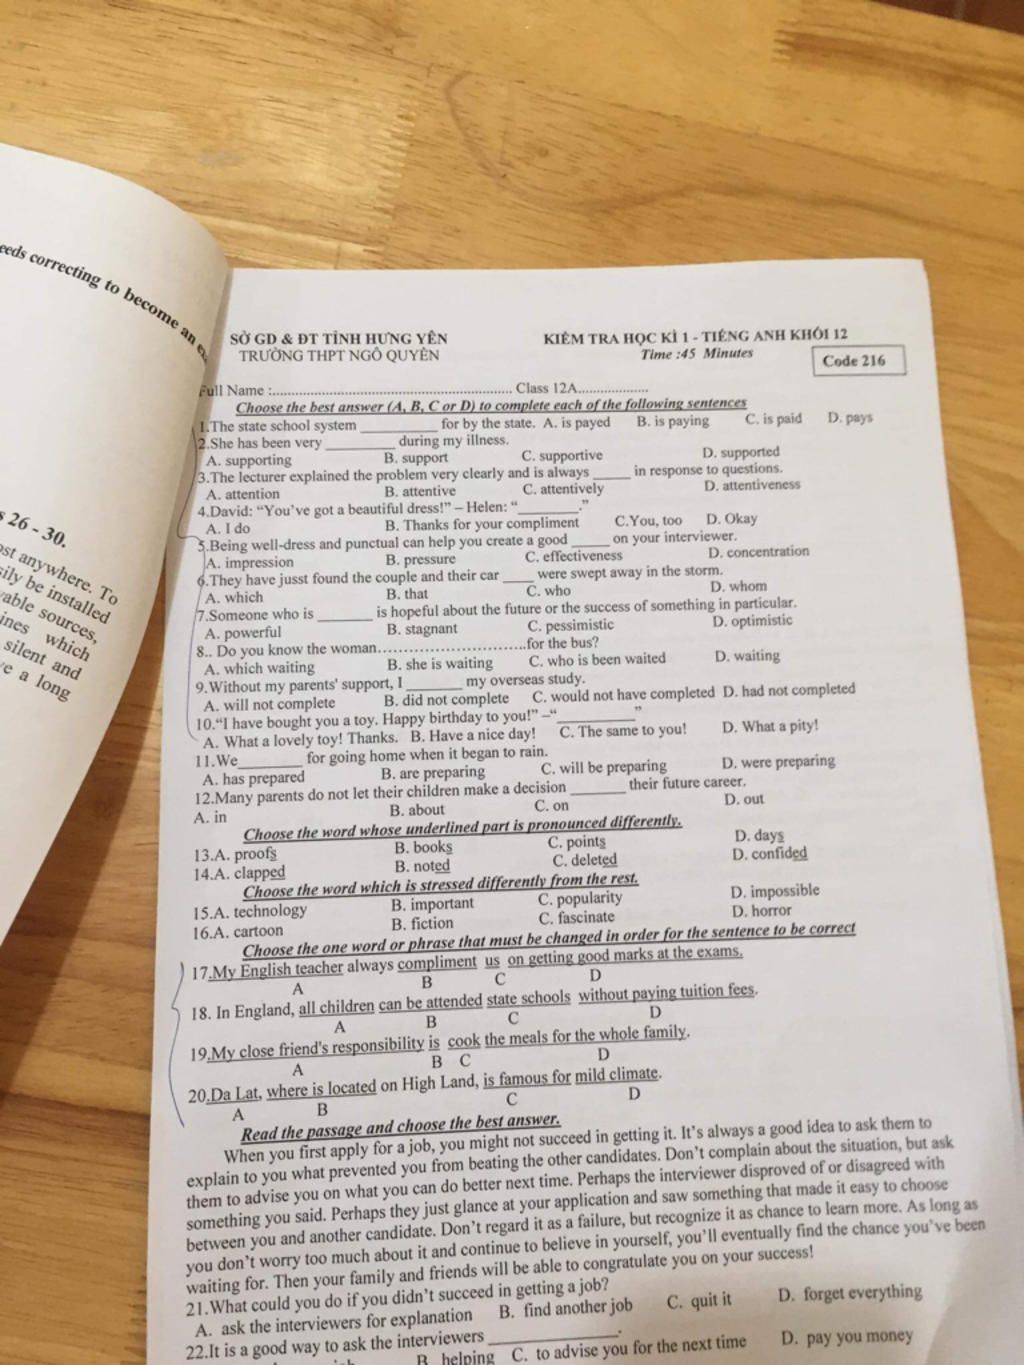 eeds correcting to become an
s 26 - 30.
ost anywhere. To
sily be installed
vable sources,
ines which
silent and
e a long
SỞ GD & ĐT TỈNH HƯNG YÊN
TRƯỜNG THPT NGÔ QUYỀN
KIỂM TRA HỌC KÌ 1 - TIẾNG ANH KHỐI 12
Time :45 Minutes
Code 216
Full Name :.................................................... Class 12A...................
Choose the best answer (A, B, C or D) to complete each of the following sentences
1.The state school system __________ for by the state. A. is payed B. is paying C. is paid D. pays
2.She has been very _________ during my illness.
A. supporting B. support C. supportive D. supported
3.The lecturer explained the problem very clearly and is always _____ in response to questions.
A. attention B. attentive C. attentively D. attentiveness
4.David: “You’ve got a beautiful dress!” – Helen: “________.”
A. I do B. Thanks for your compliment C.You, too D. Okay
5.Being well-dress and punctual can help you create a good _____ on your interviewer.
A. impression B. pressure C. effectiveness D. concentration
6.They have jusst found the couple and their car ____ were swept away in the storm.
A. which B. that C. who D. whom
7.Someone who is _______ is hopeful about the future or the success of something in particular.
A. powerful B. stagnant C. pessimistic D. optimistic
8.. Do you know the woman…………………………..for the bus?
A. which waiting B. she is waiting C. who is been waited D. waiting
9.Without my parents' support, I _______ my overseas study.
A. will not complete B. did not complete C. would not have completed D. had not completed
10.“I have bought you a toy. Happy birthday to you!” –“__________”
A. What a lovely toy! Thanks. B. Have a nice day! C. The same to you! D. What a pity!
11.We________ for going home when it began to rain.
A. has prepared B. are preparing C. will be preparing D. were preparing
12.Many parents do not let their children make a decision _______ their future career.
A. in B. about C. on D. out
Choose the word whose underlined part is pronounced differently.
13.A. proofs B. books C. points D. days
14.A. clapped B. noted C. deleted D. confided
Choose the word which is stressed differently from the rest.
15.A. technology B. important C. popularity D. impossible
16.A. cartoon B. fiction C. fascinate D. horror
Choose the one word or phrase that must be changed in order for the sentence to be correct
17.My English teacher always compliment us on getting good marks at the exams.
A B C D
18. In England, all children can be attended state schools without paying tuition fees.
A B C D
19.My close friend's responsibility is cook the meals for the whole family.
A B C D
20.Da Lat, where is located on High Land, is famous for mild climate.
A B C D
Read the passage and choose the best answer.
When you first apply for a job, you might not succeed in getting it. It’s always a good idea to ask them to
explain to you what prevented you from beating the other candidates. Don’t complain about the situation, but ask
them to advise you on what you can do better next time. Perhaps the interviewer disproved of or disagreed with
something you said. Perhaps they just glance at your application and saw something that made it easy to choose
between you and another candidate. Don’t regard it as a failure, but recognize it as chance to learn more. As long as
you don’t worry too much about it and continue to believe in yourself, you’ll eventually find the chance you’ve been
waiting for. Then your family and friends will be able to congratulate you on your success!
21.What could you do if you didn’t succeed in getting a job?
A. ask the interviewers for explanation B. find another job C. quit it D. forget everything
22.It is a good way to ask the interviewers ______________.
B. helping C. to advise you for the next time D. pay you money